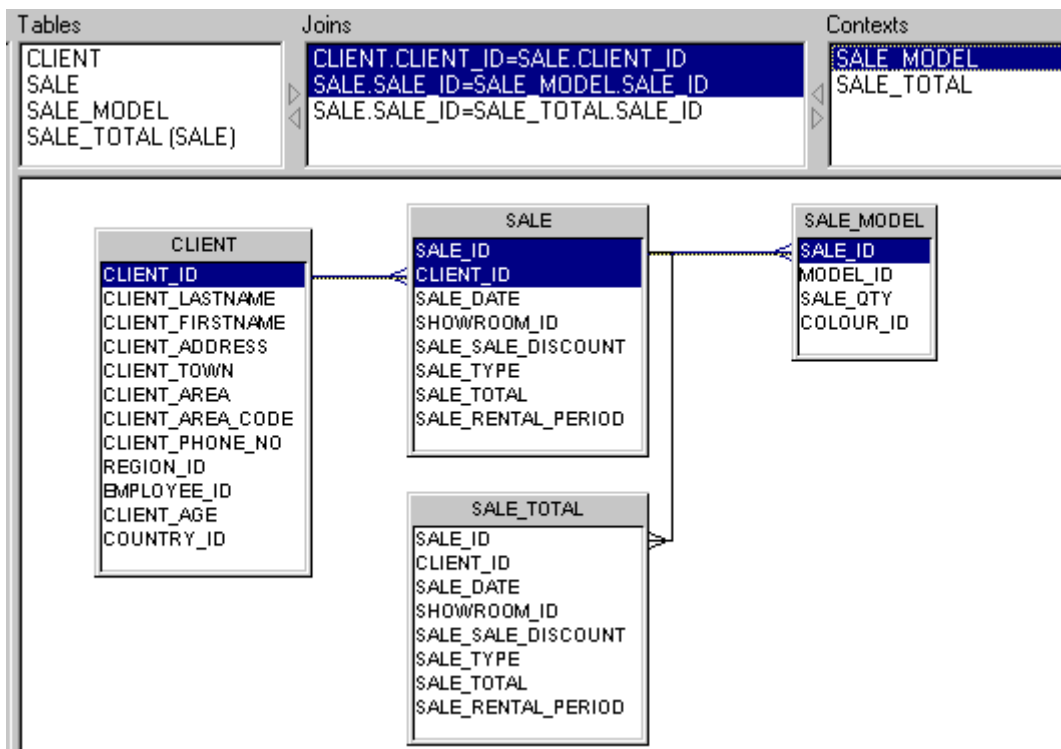 Tables
CLIENT
SALE
SALE_MODEL
SALE_TOTAL (SALE)
Joins
CLIENT.CLIENT_ID=SALE.CLIENT_ID
SALE.SALE_ID=SALE_MODEL.SALE_ID
SALE.SALE_ID=SALE_TOTAL.SALE_ID
Contexts
SALE_MODEL
SALE_TOTAL
CLIENT
CLIENT_ID
CLIENT_LASTNAME
CLIENT_FIRSTNAME
CLIENT_ADDRESS
CLIENT_TOWN
CLIENT_AREA
CLIENT_AREA_CODE
CLIENT_PHONE_NO
REGION_ID
EMPLOYEE_ID
CLIENT_AGE
COUNTRY_ID
SALE
SALE_ID
CLIENT_ID
SALE_DATE
SHOWROOM_ID
SALE_SALE_DISCOUNT
SALE_TYPE
SALE_TOTAL
SALE_RENTAL_PERIOD
SALE_MODEL
SALE_ID
MODEL_ID
SALE_QTY
COLOUR_ID
SALE_TOTAL
SALE_ID
CLIENT_ID
SALE_DATE
SHOWROOM_ID
SALE_SALE_DISCOUNT
SALE_TYPE
SALE_TOTAL
SALE_RENTAL_PERIOD